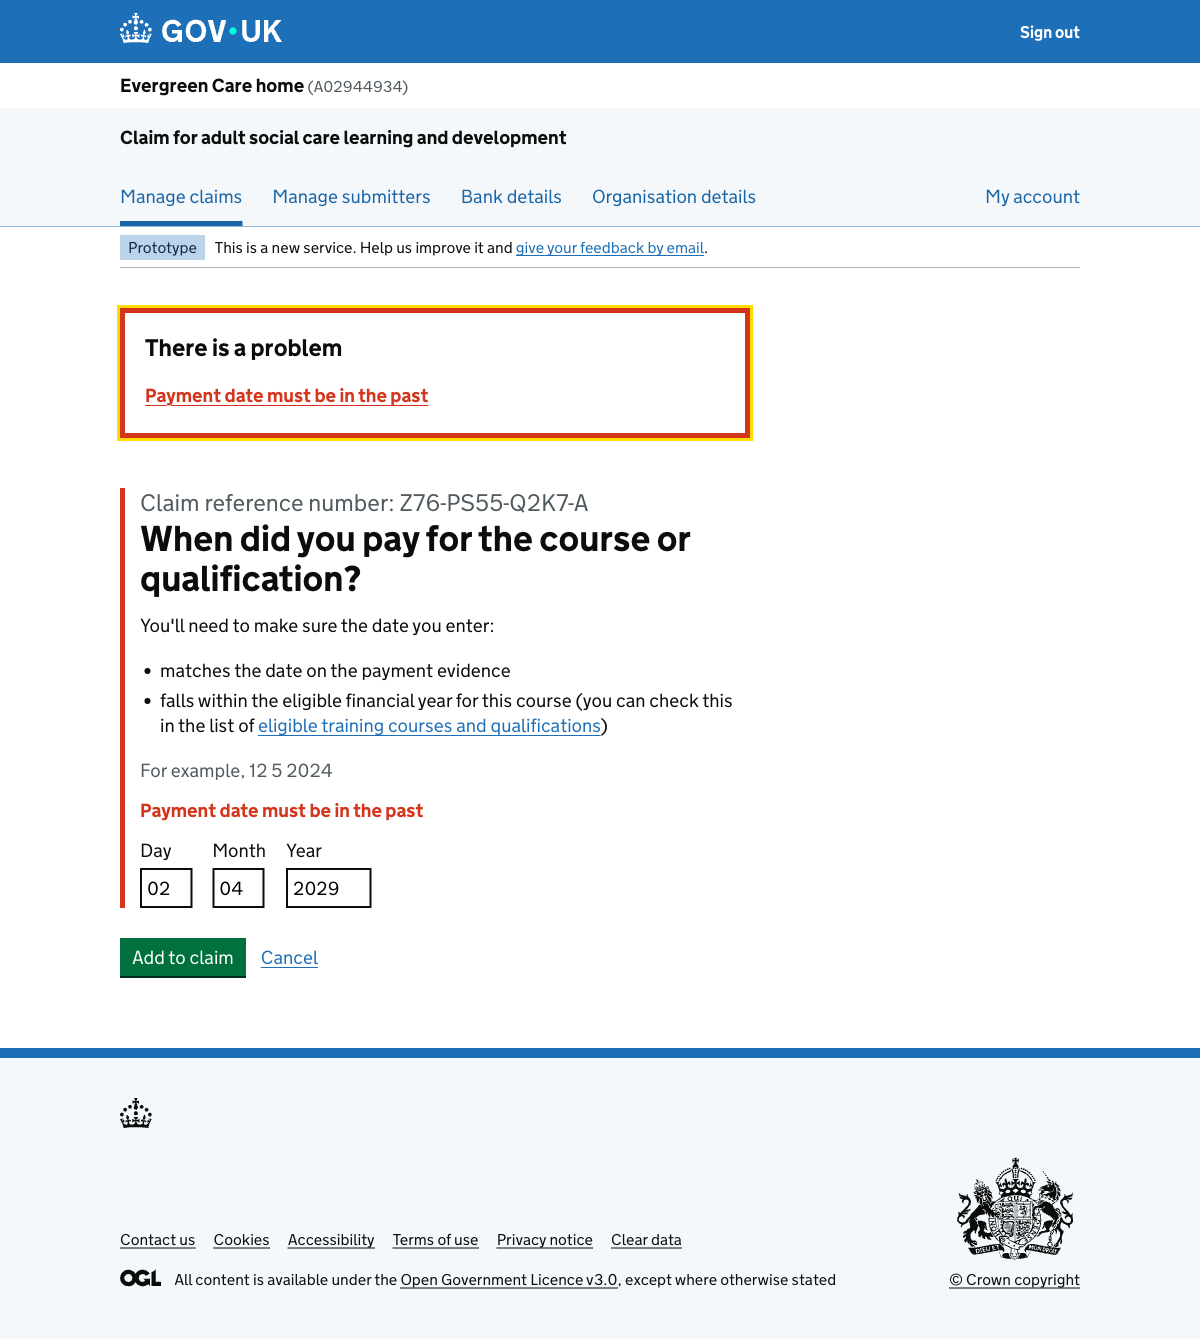 GOV·UK
Sign out
Evergreen Care home (A02944934)
Claim for adult social care learning and development
Manage claims Manage submitters Bank details Organisation details My account
Prototype This is a new service. Help us improve it and give your feedback by email.
There is a problem
Payment date must be in the past
Claim reference number: Z76-PS55-Q2K7-A
When did you pay for the course or
qualification?
You'll need to make sure the date you enter:
• matches the date on the payment evidence
• falls within the eligible financial year for this course (you can check this
in the list of eligible training courses and qualifications)
For example, 12 5 2024
Payment date must be in the past
Day Month Year
02 04 2029
Add to claim Cancel
Contact us Cookies Accessibility Terms of use Privacy notice Clear data
OGL All content is available under the Open Government Licence v3.0, except where otherwise stated
© Crown copyright